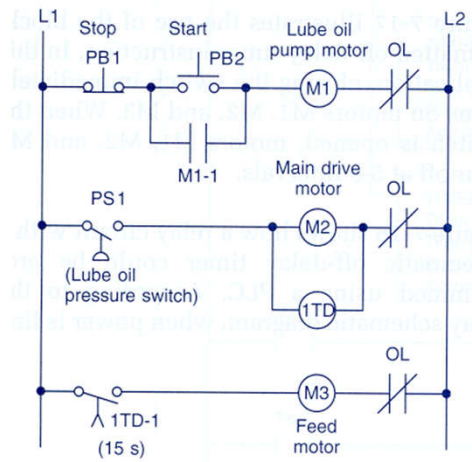 L1
L2
Stop
Start
Lube oil
pump motor
PB1
PB2
OL
M1
M1-1
Main drive
motor
OL
PS1
M2
(Lube oil
pressure switch)
1TD
OL
M3
1TD-1
(15 s)
Feed
motor